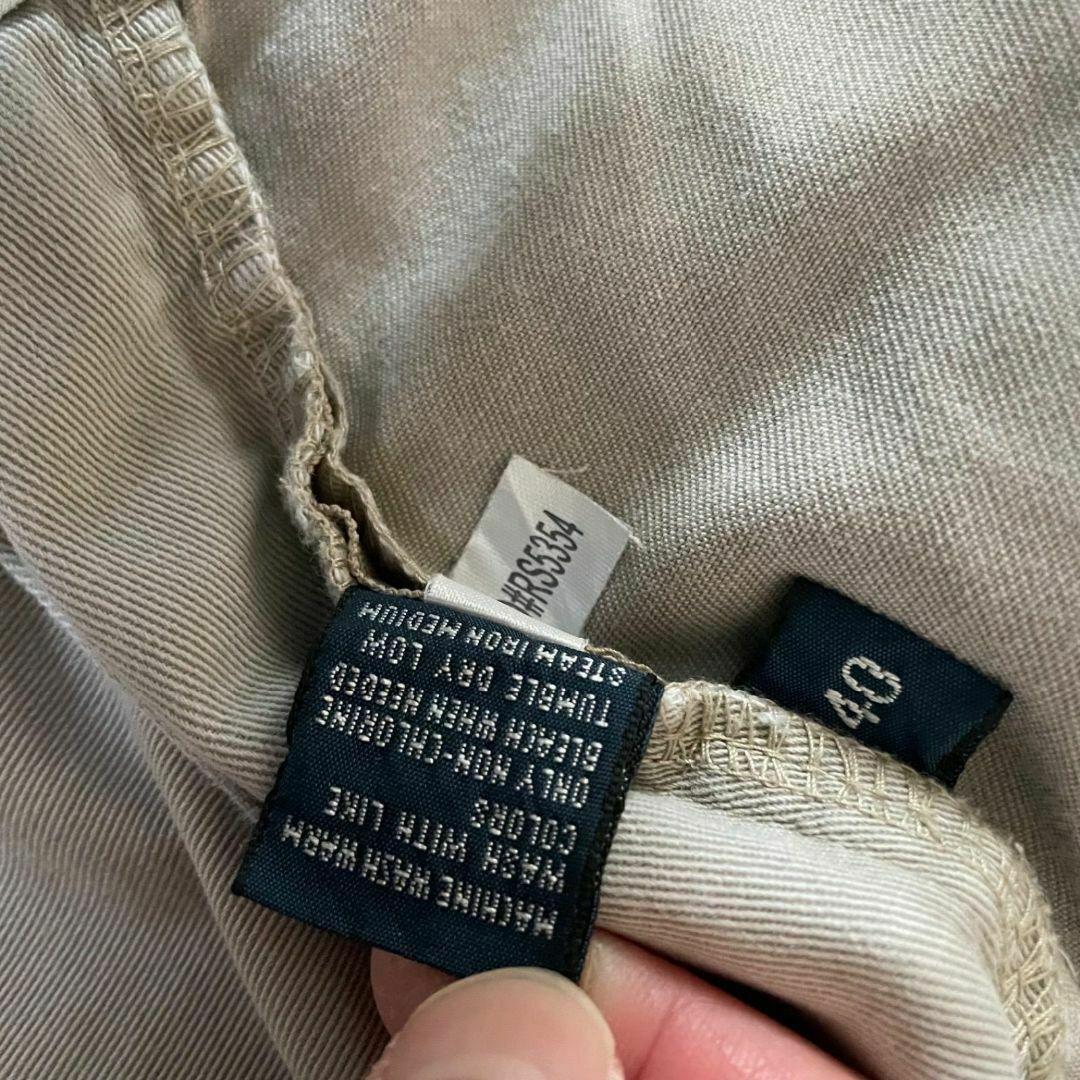 MACHINE WASH WARM
WASH WITH LIKE
COLORS
ONLY NON-CHLORINE
BLEACH WHEN NEEDED
TUMBLE DRY LOW
STEAM IRON MEDIUM
#RS5354
40